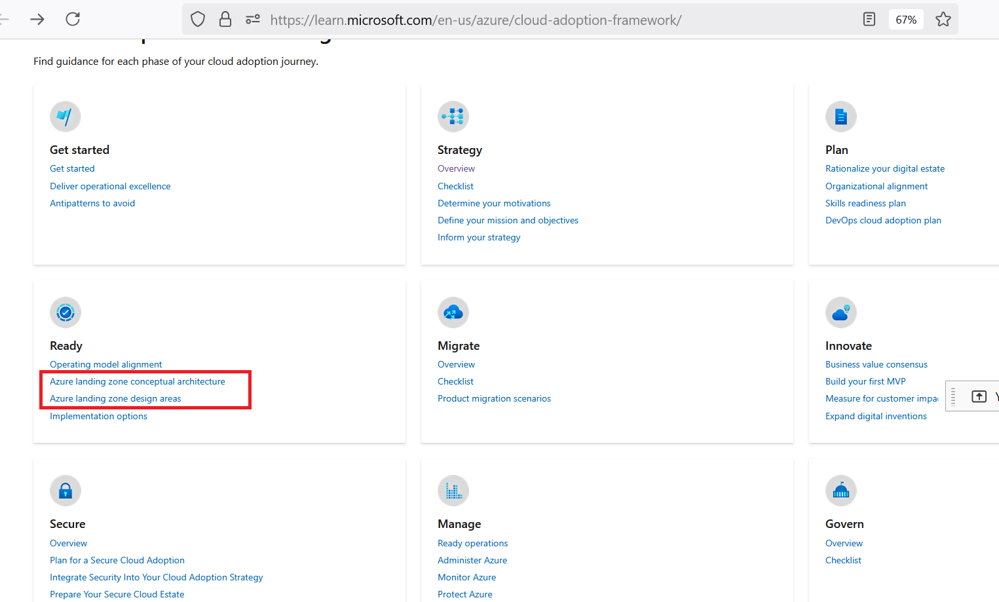 https://learn.microsoft.com/en-us/azure/cloud-adoption-framework/
67%
Find guidance for each phase of your cloud adoption journey.
Get started
Get started
Deliver operational excellence
Antipatterns to avoid
Strategy
Overview
Checklist
Determine your motivations
Define your mission and objectives
Inform your strategy
Plan
Rationalize your digital estate
Organizational alignment
Skills readiness plan
DevOps cloud adoption plan
Ready
Operating model alignment
Azure landing zone conceptual architecture
Azure landing zone design areas
Implementation options
Migrate
Overview
Checklist
Product migration scenarios
Innovate
Business value consensus
Build your first MVP
Measure for customer
Expand digital inventions
Secure
Overview
Plan for a Secure Cloud Adoption
Integrate Security Into Your Cloud Adoption Strategy
Prepare Your Secure Cloud Estate
Manage
Ready operations
Administer Azure
Monitor Azure
Protect Azure
Govern
Overview
Checklist